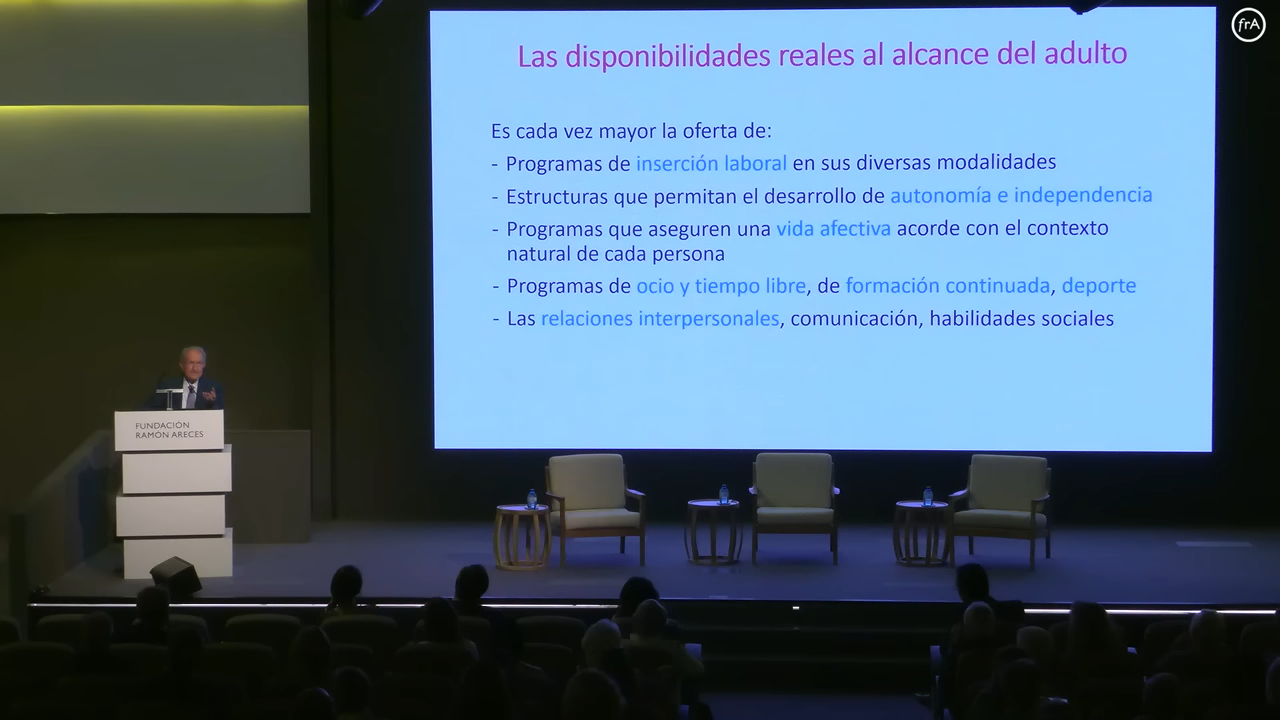 frA
Las disponibilidades reales al alcance del adulto
Es cada vez mayor la oferta de:
- Programas de inserción laboral en sus diversas modalidades
- Estructuras que permitan el desarrollo de autonomía e independencia
- Programas que aseguren una vida afectiva acorde con el contexto
natural de cada persona
- Programas de ocio y tiempo libre, de formación continuada, deporte
- Las relaciones interpersonales, comunicación, habilidades sociales
FUNDACIÓN
RAMÓN ARECES